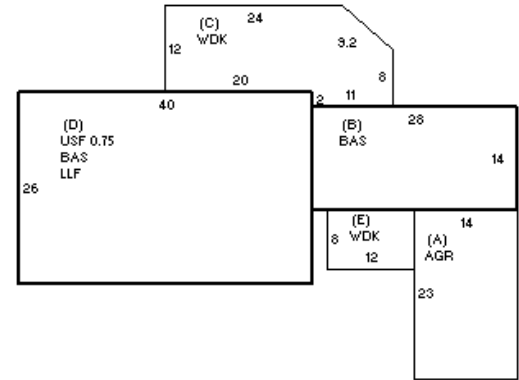 24
(C)
WDK
9.2
12
8
20
2
11
40
(D)
USF 0.75
BAS
LLF
26
(B)
BAS
28
14
(E)
WDK
8
12
14
(A)
AGR
23